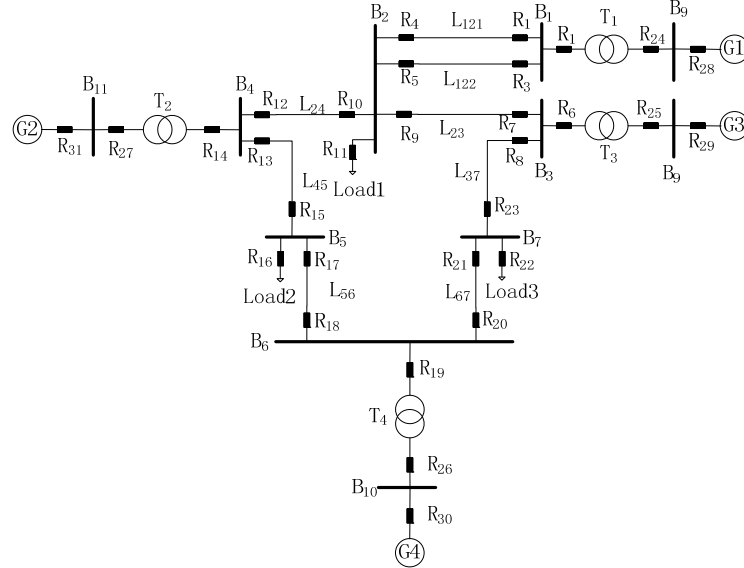 B2 R4 L121 R1 B1 T1 B9
R1 R24 G1
R28
B11 T2 B4 R5 L122 R3
R12 L24 R10
G2 R9 L23 R7 R6 R25 G3
R31 R27 R14 R13 R11 R8 T3 R29
Load1 L37 B3 B9
L45
R15 R23
B5 B7
R16 R17 R21 R22
Load2 L56 L67 Load3
R18 R20
B6
R19
T4
R26
B10
R30
G4